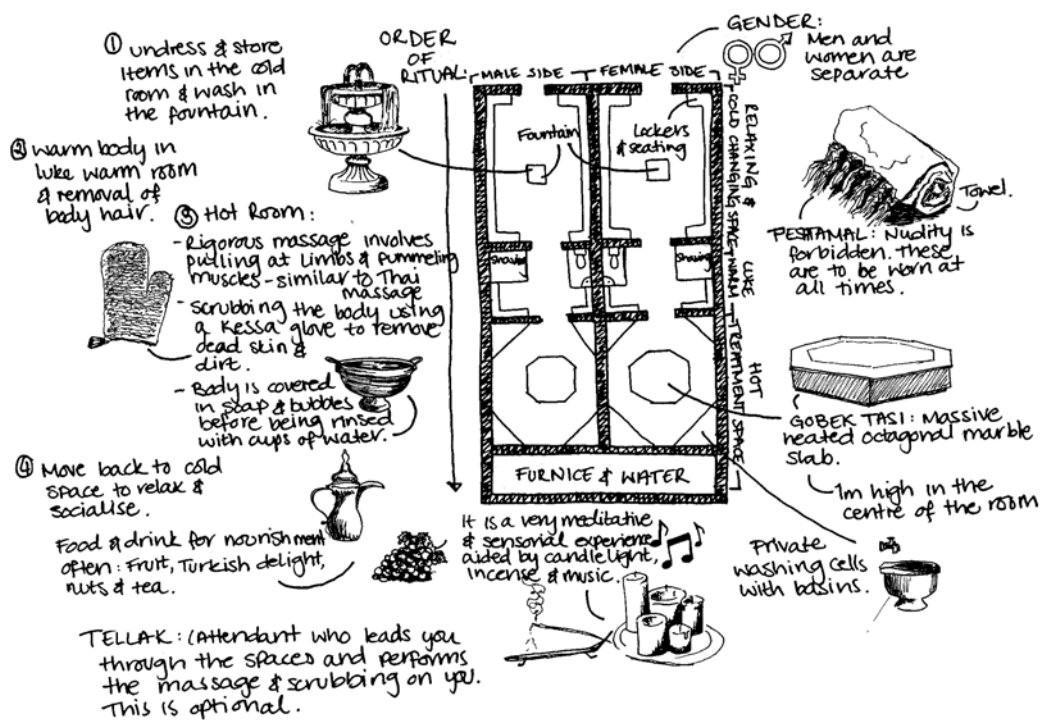 ① undress & store
items in the cold
room & wash in
the fountain.
② warm body in
luke warm room
& removal of
body hair.
③ Hot Room:
- Rigorous massage involves
pulling at limbs & pummeling
muscles - similar to Thai
massage
- Scrubbing the body using
a Kessa glove to remove
dead skin &
dirt.
- Body is covered
in soap & bubbles
before being rinsed
with cups of water.
④ Move back to cold
space to relax &
socialise.
Food & drink for nourishment
often: Fruit, Turkish delight,
nuts & tea.
TELLAK: (Attendant who leads you
through the spaces and performs
the massage & scrubbing on you.
This is optional.
ORDER
OF
RITUAL:
MALE SIDE
FEMALE SIDE
Fountain
Lockers
& seating
Shaving
Shaving
FURNICE & WATER
RELAXING &
COLD CHANGING SPACE
LUKE
WARM
HOT
TREATMENT SPACE
It is a very meditative
& sensorial experience
aided by candlelight,
incense & music.
GENDER:
Men and
women are
separate
Towel.
PESHTAMAL: Nudity is
forbidden. These
are to be worn at
all times.
GOBEK TASI: Massive
heated octagonal marble
slab.
1m high in the
centre of the room
Private
washing cells
with basins.